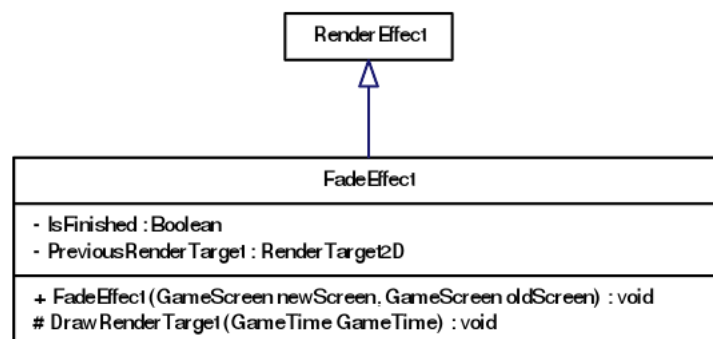 RenderEffect
FadeEffect
- IsFinished : Boolean
- PreviousRenderTarget : RenderTarget2D
+ FadeEffect(GameScreen newScreen, GameScreen oldScreen) : void
# DrawRenderTarget(GameTime GameTime) : void